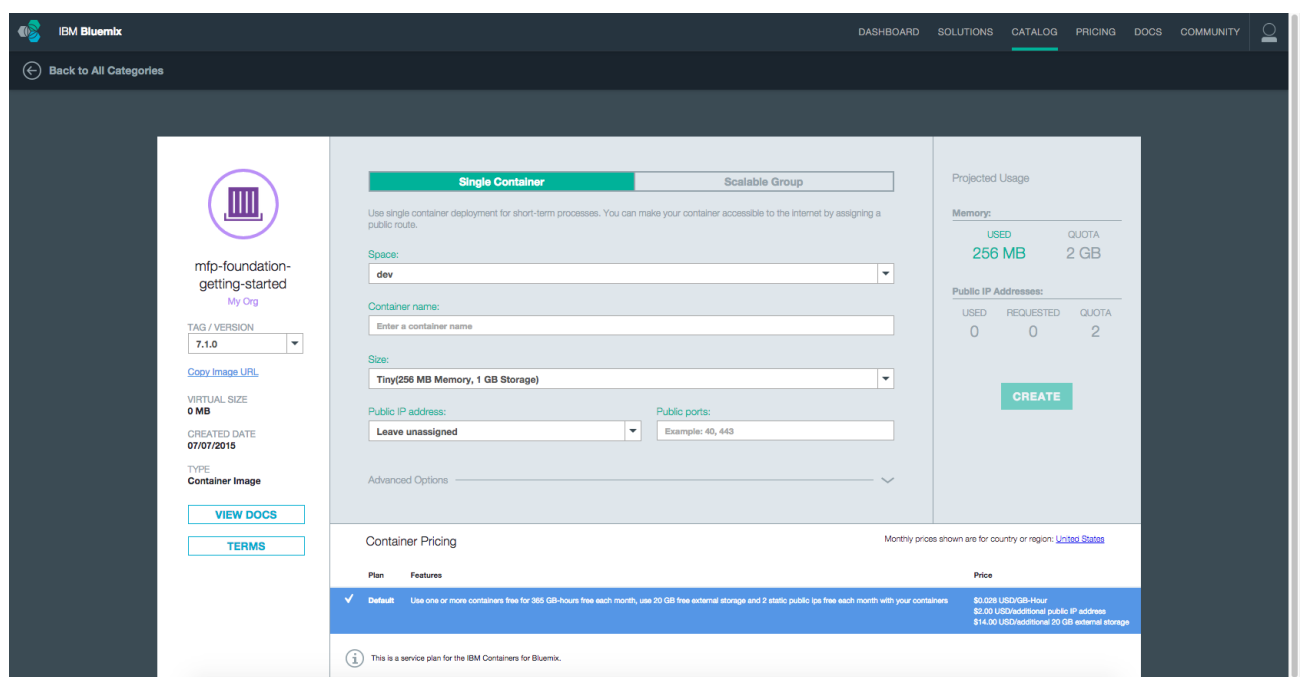 IBM Bluemix
DASHBOARD SOLUTIONS CATALOG PRICING DOCS COMMUNITY
Back to All Categories
mfp-foundation-
getting-started
My Org
TAG / VERSION
7.1.0
Copy Image URL
VIRTUAL SIZE
0 MB
CREATED DATE
07/07/2015
TYPE
Container Image
VIEW DOCS
TERMS
Single Container Scalable Group
Use single container deployment for short-term processes. You can make your container accessible to the internet by assigning a
public route.
Space:
dev
Container name:
Enter a container name
Size:
Tiny(256 MB Memory, 1 GB Storage)
Public IP address: Public ports:
Leave unassigned Example: 40, 443
Advanced Options
Projected Usage
Memory:
USED QUOTA
256 MB 2 GB
Public IP Addresses:
USED REQUESTED QUOTA
0 0 2
CREATE
Container Pricing Monthly prices shown are for country or region: United States
Plan Features Price
Default Use one or more containers free for 365 GB-hours free each month, use 20 GB free external storage and 2 static public ips free each month with your containers $0.028 USD/GB-Hour
$2.00 USD/additional public IP address
$14.00 USD/additional 20 GB external storage
This is a service plan for the IBM Containers for Bluemix.